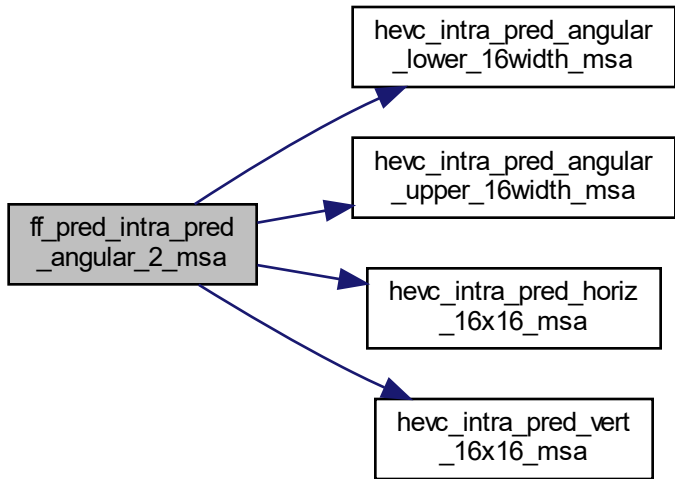 hevc_intra_pred_angular
_lower_16width_msa
hevc_intra_pred_angular
_upper_16width_msa
ff_pred_intra_pred
_angular_2_msa
hevc_intra_pred_horiz
_16x16_msa
hevc_intra_pred_vert
_16x16_msa